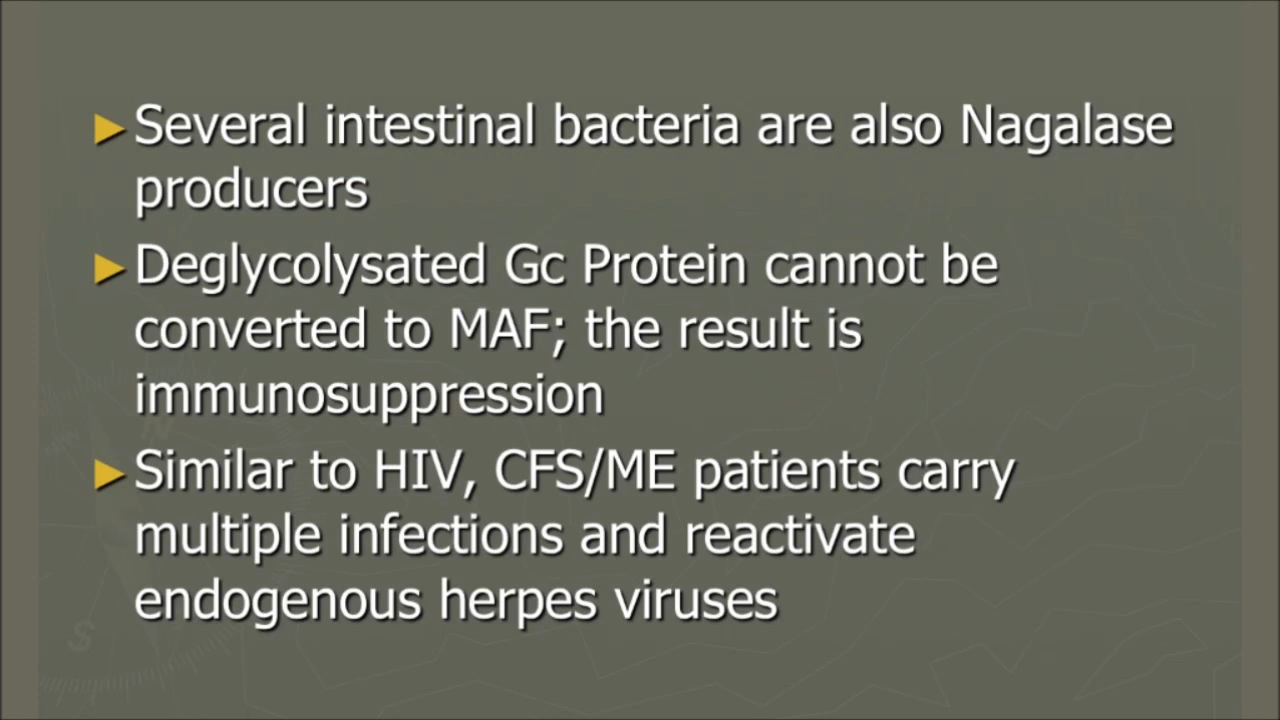 ►Several intestinal bacteria are also Nagalase
producers
►Deglycolysated Gc Protein cannot be
converted to MAF; the result is
immunosuppression
►Similar to HIV, CFS/ME patients carry
multiple infections and reactivate
endogenous herpes viruses
S